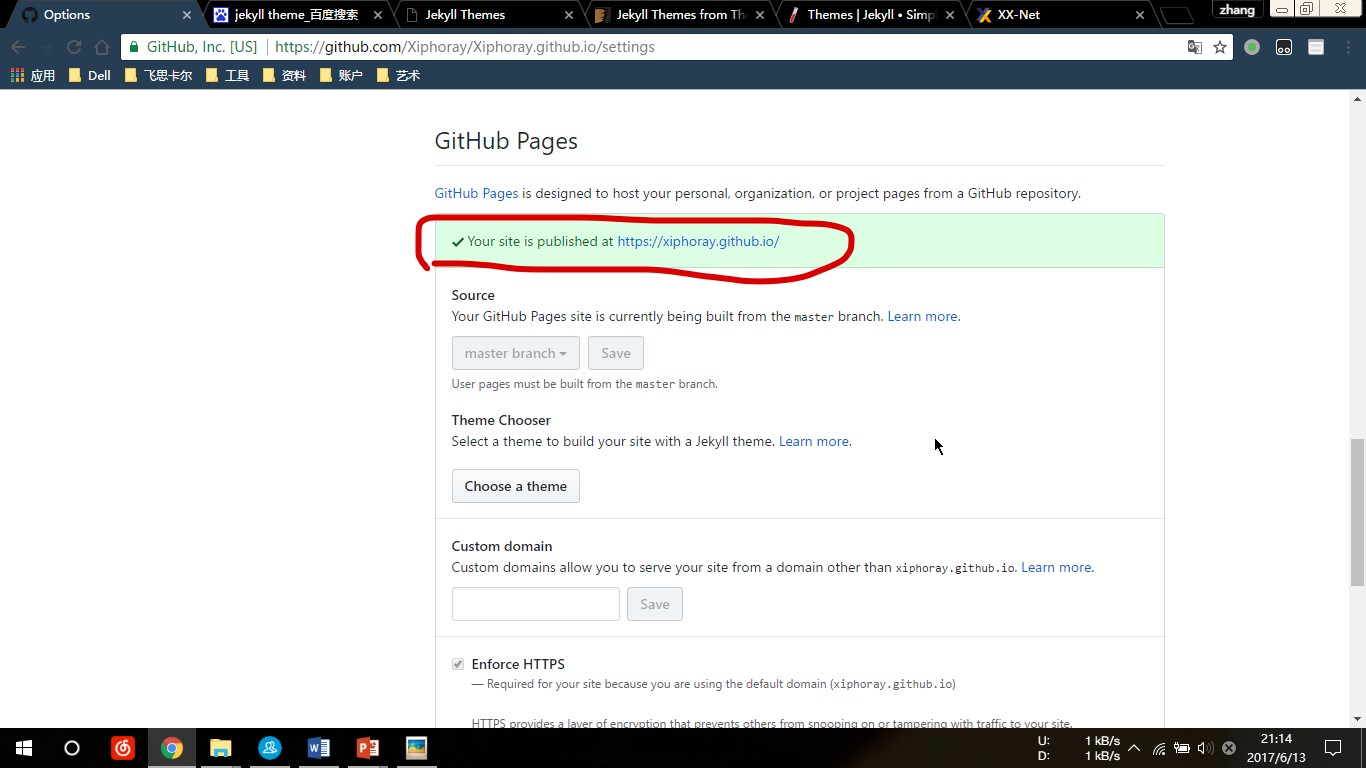 Options
jekyll theme_百度搜索
Jekyll Themes
Jekyll Themes from Th
Themes | Jekyll • Simpl
XX-Net
zhang
GitHub, Inc. [US]
https://github.com/Xiphoray/Xiphoray.github.io/settings
应用
Dell
飞思卡尔
工具
资料
账户
艺术
GitHub Pages
GitHub Pages is designed to host your personal, organization, or project pages from a GitHub repository.
Your site is published at https://xiphoray.github.io/
Source
Your GitHub Pages site is currently being built from the master branch. Learn more.
master branch
Save
User pages must be built from the master branch.
Theme Chooser
Select a theme to build your site with a Jekyll theme. Learn more.
Choose a theme
Custom domain
Custom domains allow you to serve your site from a domain other than xiphoray.github.io. Learn more.
Save
Enforce HTTPS
— Required for your site because you are using the default domain (xiphoray.github.io)
HTTPS provides a layer of encryption that prevents others from snooping on or tampering with traffic to your site.
U: 1 kB/s
D: 1 kB/s
21:14
2017/6/13